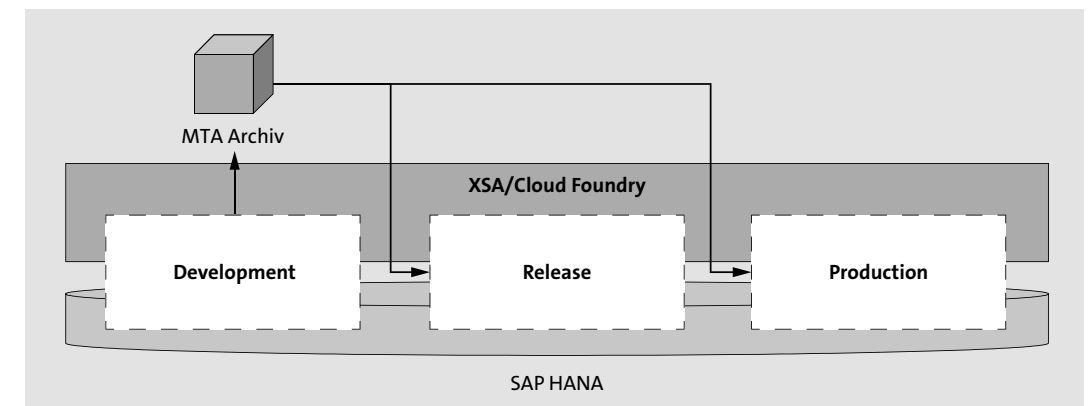 MTA Archiv
XSA/Cloud Foundry
Development
Release
Production
SAP HANA